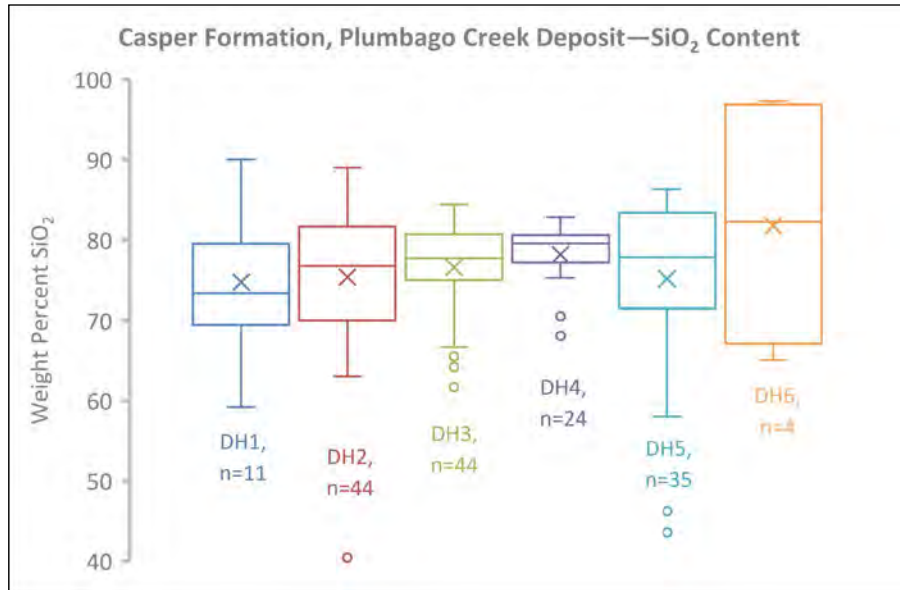 Casper Formation, Plumbago Creek Deposit—SiO₂ Content
Weight Percent SiO₂
100
90
80
70
60
50
40
DH1,
n=11
DH2,
n=44
DH3,
n=44
DH4,
n=24
DH5,
n=35
DH6,
n=4